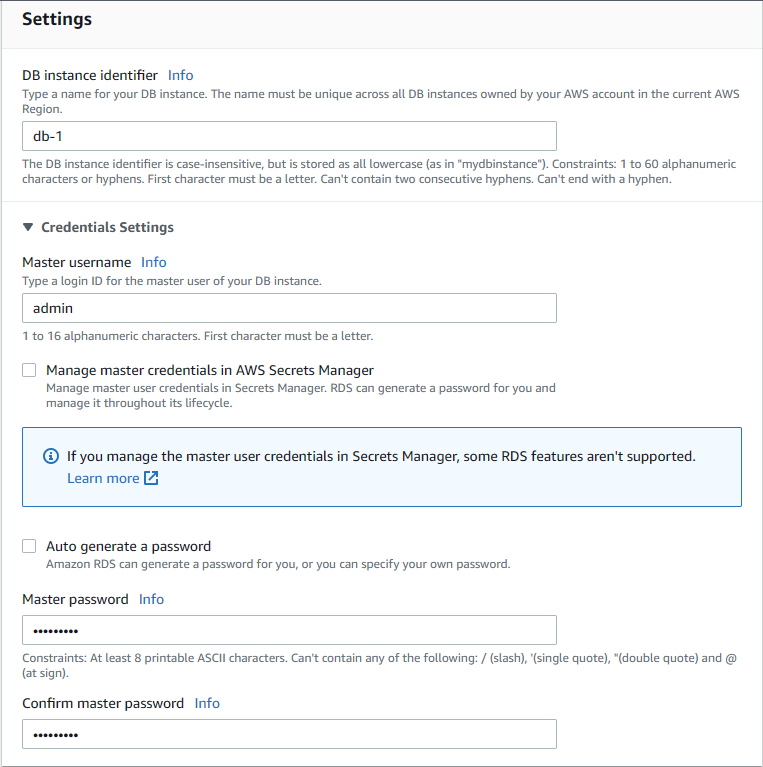 Settings
DB instance identifier Info
Type a name for your DB instance. The name must be unique across all DB instances owned by your AWS account in the current AWS
Region.
db-1
The DB instance identifier is case-insensitive, but is stored as all lowercase (as in "mydbinstance"). Constraints: 1 to 60 alphanumeric
characters or hyphens. First character must be a letter. Can't contain two consecutive hyphens. Can't end with a hyphen.
Credentials Settings
Master username Info
Type a login ID for the master user of your DB instance.
admin
1 to 16 alphanumeric characters. First character must be a letter.
Manage master credentials in AWS Secrets Manager
Manage master user credentials in Secrets Manager. RDS can generate a password for you and
manage it throughout its lifecycle.
If you manage the master user credentials in Secrets Manager, some RDS features aren't supported.
Learn more
Auto generate a password
Amazon RDS can generate a password for you, or you can specify your own password.
Master password Info
•••••••••
Constraints: At least 8 printable ASCII characters. Can't contain any of the following: / (slash), '(single quote), "(double quote) and @
(at sign).
Confirm master password Info
•••••••••